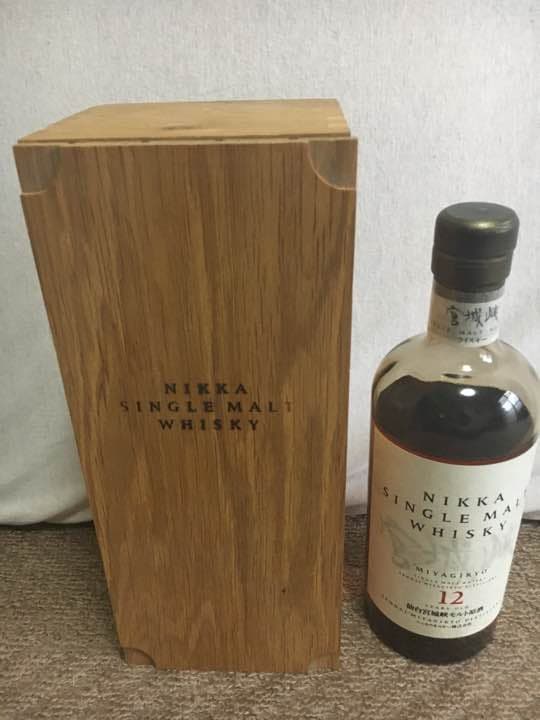 NIKKA
SINGLE MALT
WHISKY
宮城峡
NIKKA
SINGLE MALT
WHISKY
MIYAGIKYO
12
YEARS OLD
仙台宮城峡モルト原酒